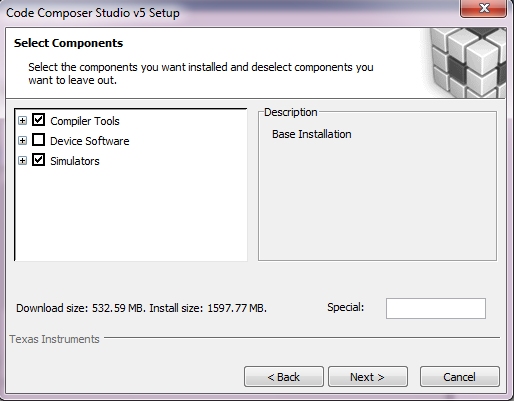 Code Composer Studio v5 Setup
Select Components
Select the components you want installed and deselect components you
want to leave out.
Compiler Tools
Device Software
Simulators
Description
Base Installation
Download size: 532.59 MB. Install size: 1597.77 MB.
Special:
Texas Instruments
< Back
Next >
Cancel